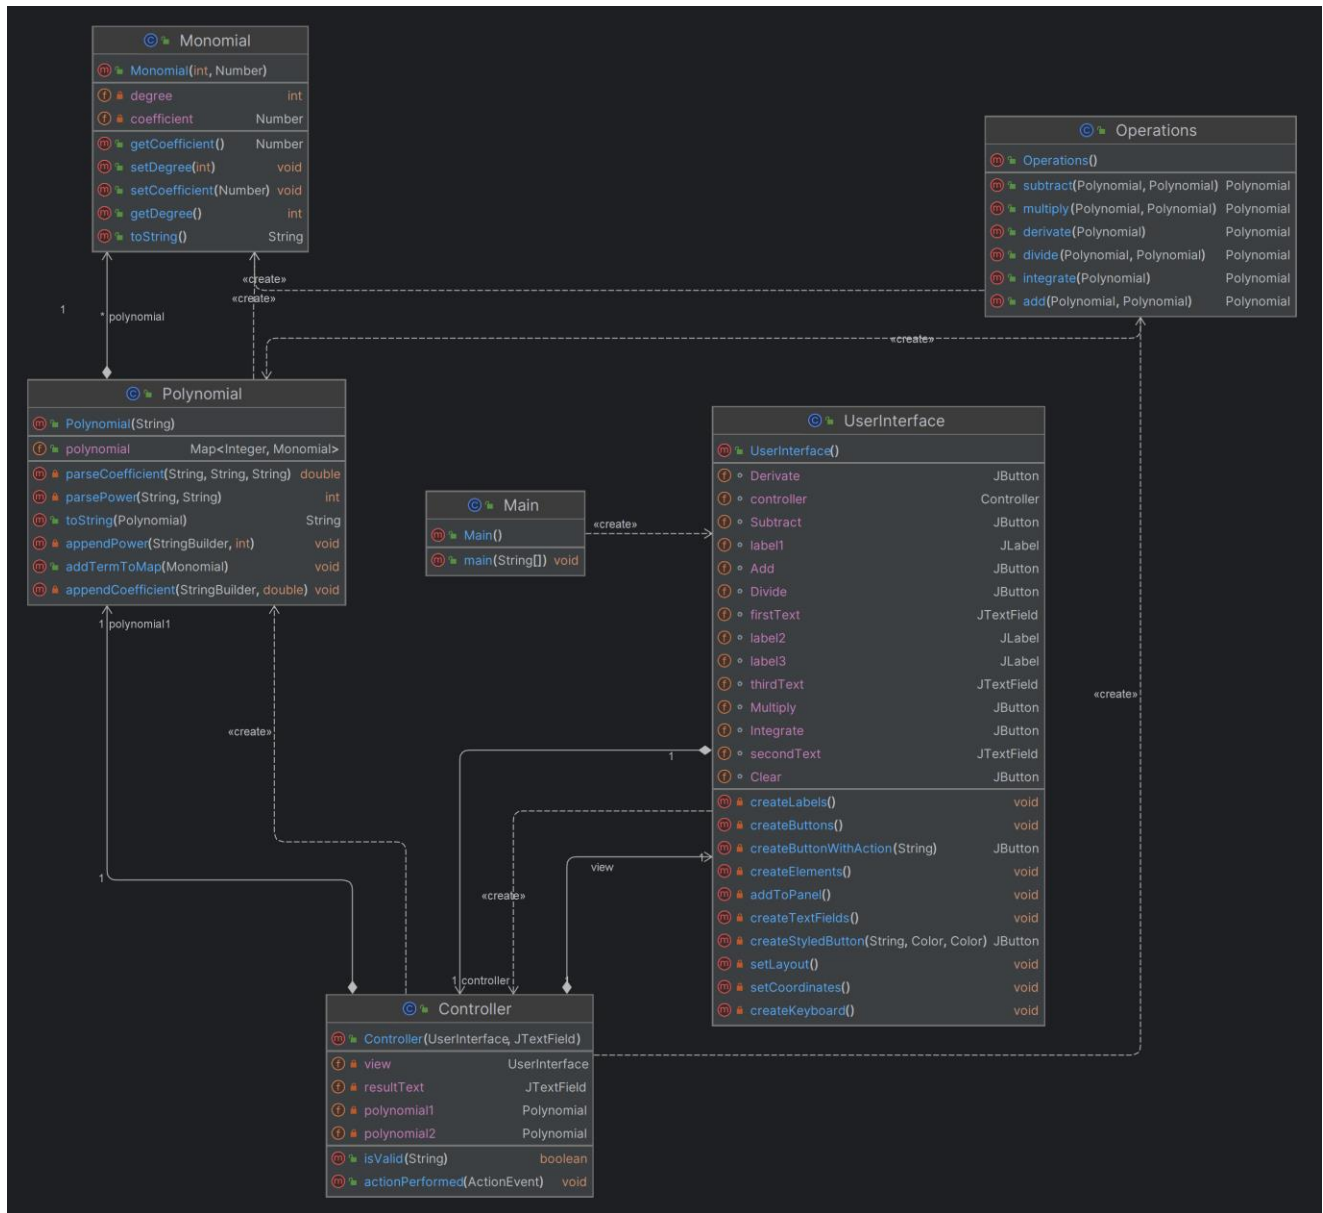 Monomial
Monomial(int, Number)
degree int
coefficient Number
getCoefficient() Number
setDegree(int) void
setCoefficient(Number) void
getDegree() int
toString() String
Operations
Operations()
subtract(Polynomial, Polynomial) Polynomial
multiply(Polynomial, Polynomial) Polynomial
derivate(Polynomial) Polynomial
divide(Polynomial, Polynomial) Polynomial
integrate(Polynomial) Polynomial
add(Polynomial, Polynomial) Polynomial
«create»
«create»
1
* polynomial
«create»
Polynomial
Polynomial(String)
polynomial Map<Integer, Monomial>
parseCoefficient(String, String, String) double
parsePower(String, String) int
toString(Polynomial) String
appendPower(StringBuilder, int) void
addTermToMap(Monomial) void
appendCoefficient(StringBuilder, double) void
1 polynomial1
Main
Main()
main(String[]) void
«create»
UserInterface
UserInterface()
Derivate JButton
controller Controller
Subtract JButton
label1 JLabel
Add JButton
Divide JButton
firstText JTextField
label2 JLabel
label3 JLabel
thirdText JTextField
Multiply JButton
Integrate JButton
secondText JTextField
Clear JButton
createLabels() void
createButtons() void
createButtonWithAction(String) JButton
createElements() void
addToPanel() void
createTextFields() void
createStyledButton(String, Color, Color) JButton
setLayout() void
setCoordinates() void
createKeyboard() void
«create»
«create»
1
view
1
1
«create»
1 controller
1
Controller
Controller(UserInterface, JTextField)
view UserInterface
resultText JTextField
polynomial1 Polynomial
polynomial2 Polynomial
isValid(String) boolean
actionPerformed(ActionEvent) void